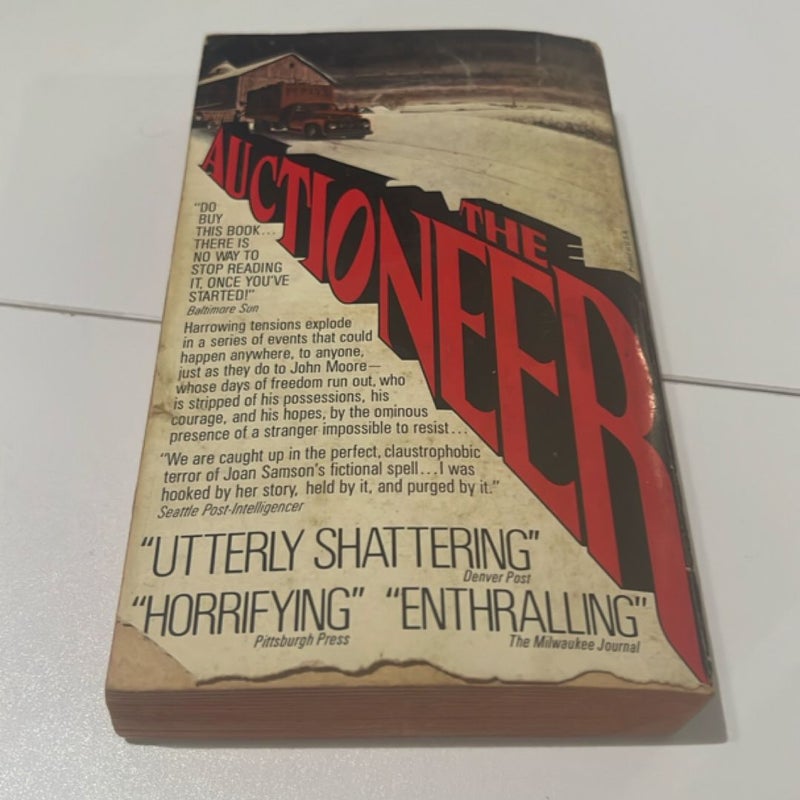 THE
AUCTIONEER
"DO
BUY
THIS BOOK...
THERE IS
NO WAY TO
STOP READING
IT, ONCE YOU'VE
STARTED!"
Baltimore Sun
Harrowing tensions explode
in a series of events that could
happen anywhere, to anyone,
just as they do to John Moore—
whose days of freedom run out, who
is stripped of his possessions, his
courage, and his hopes, by the ominous
presence of a stranger impossible to resist...
"We are caught up in the perfect, claustrophobic
terror of Joan Samson's fictional spell...I was
hooked by her story, held by it, and purged by it."
Seattle Post-Intelligencer
"UTTERLY SHATTERING"
Denver Post
"HORRIFYING" "ENTHRALLING"
Pittsburgh Press The Milwaukee Journal